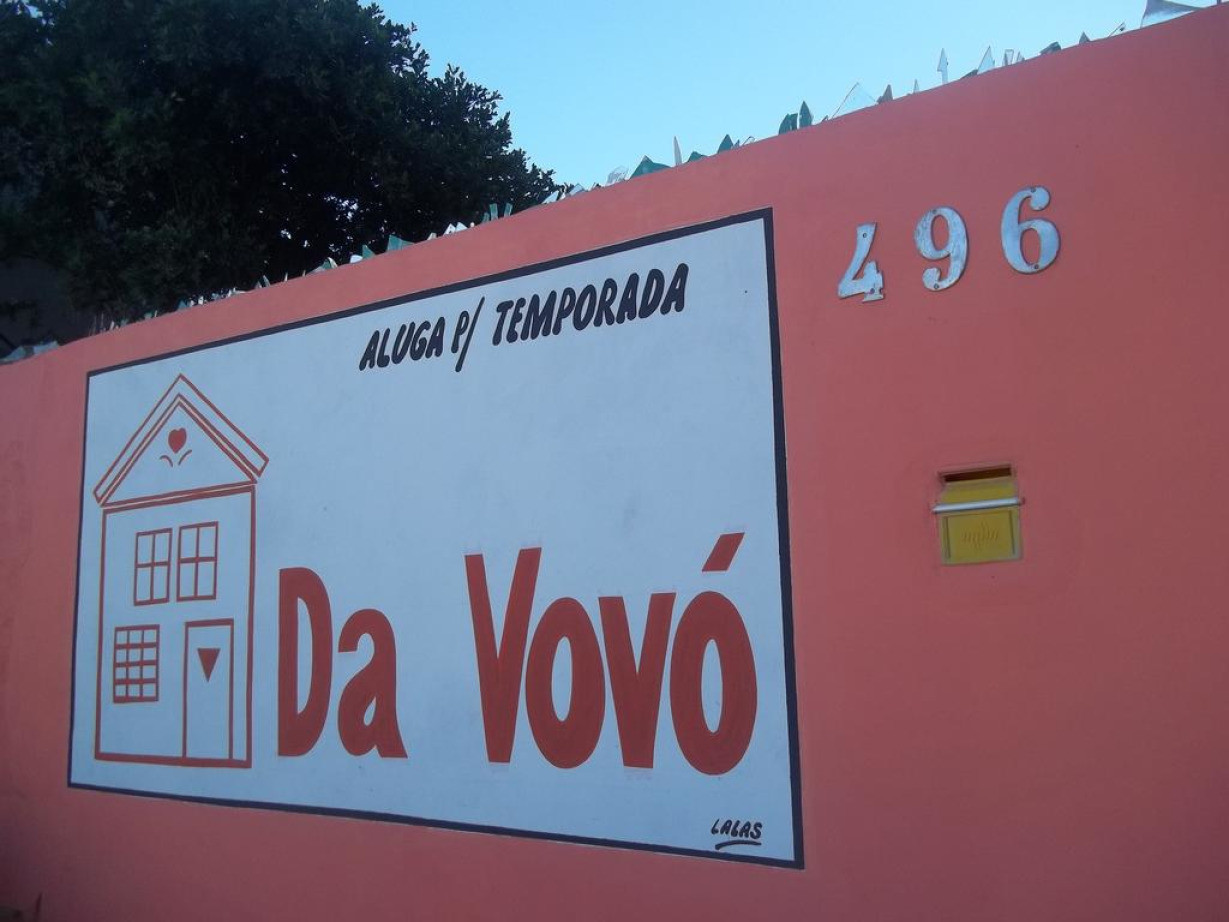 496
ALUGA P/ TEMPORADA
Da Vovó
LALAS